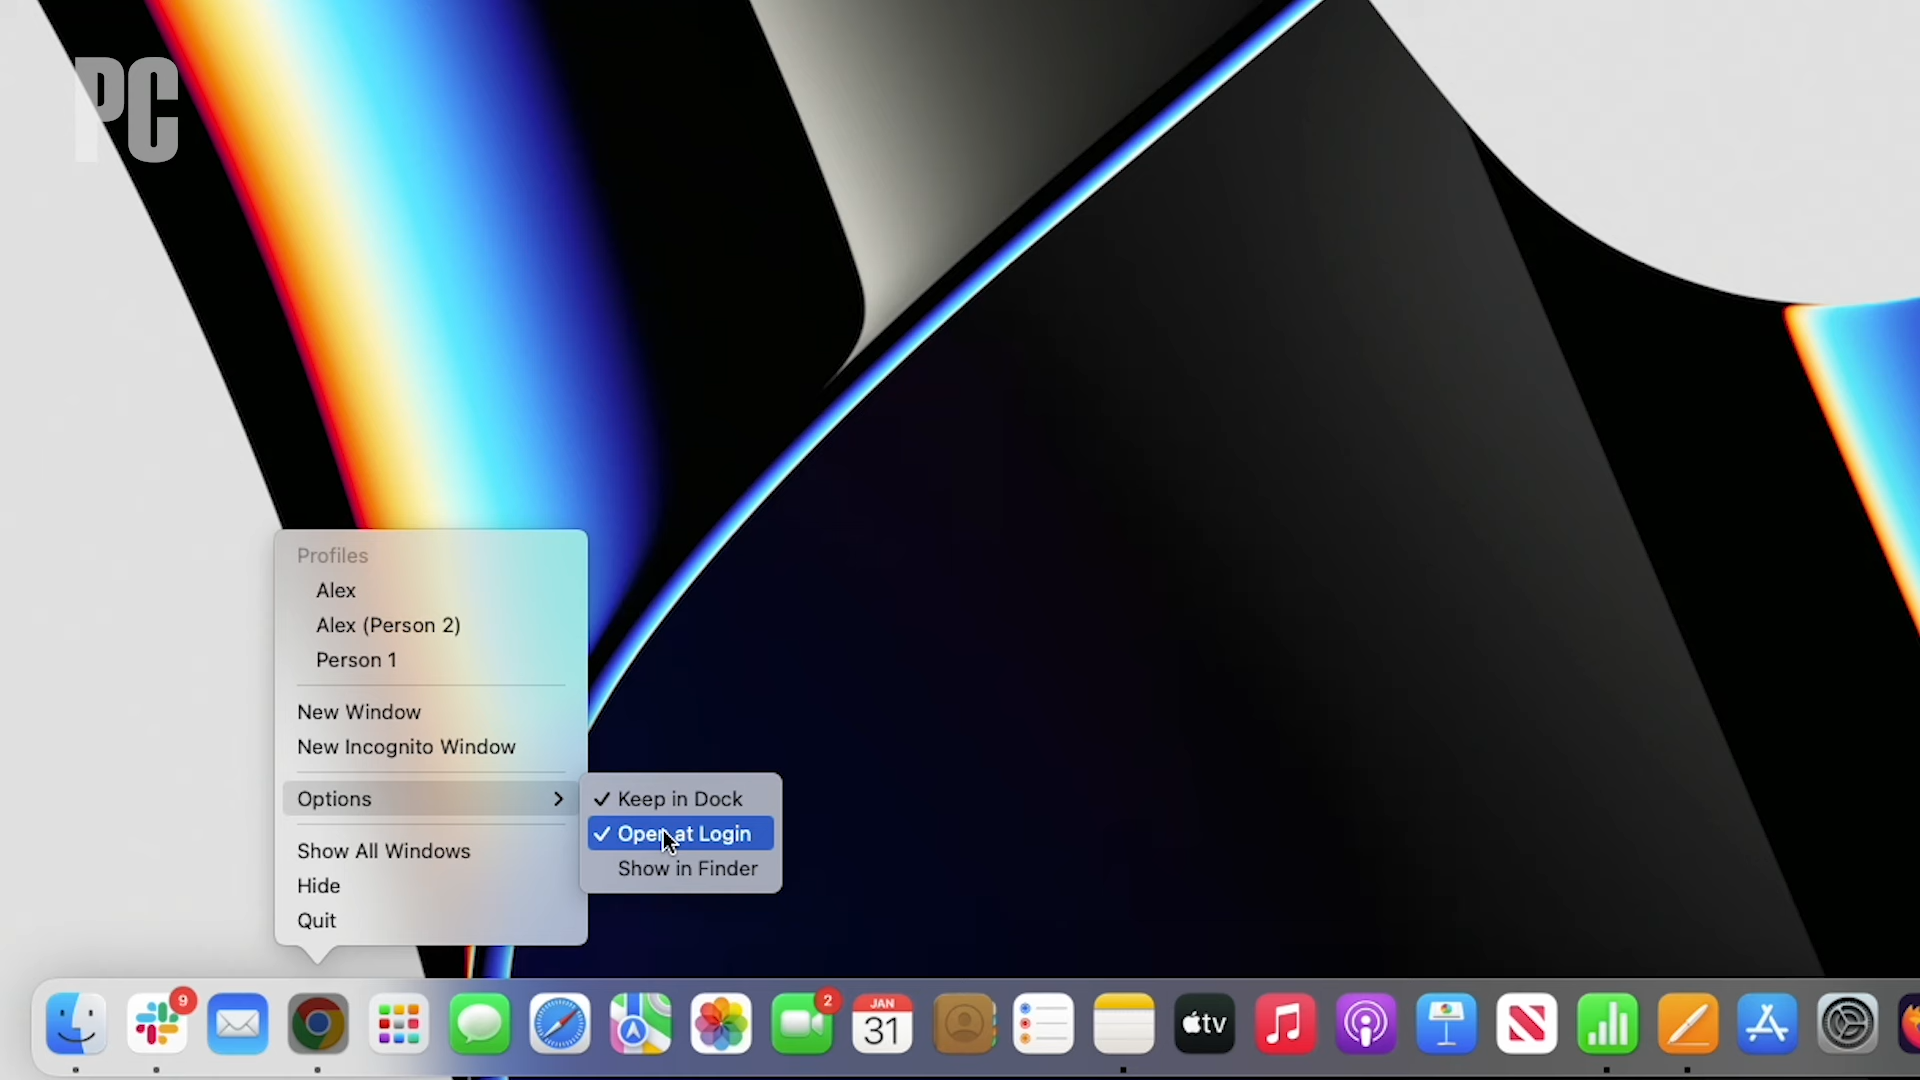 PC
Profiles
Alex
Alex (Person 2)
Person 1
New Window
New Incognito Window
Options
Keep in Dock
Open at Login
Show in Finder
Show All Windows
Hide
Quit
9
2
JAN
31
tv